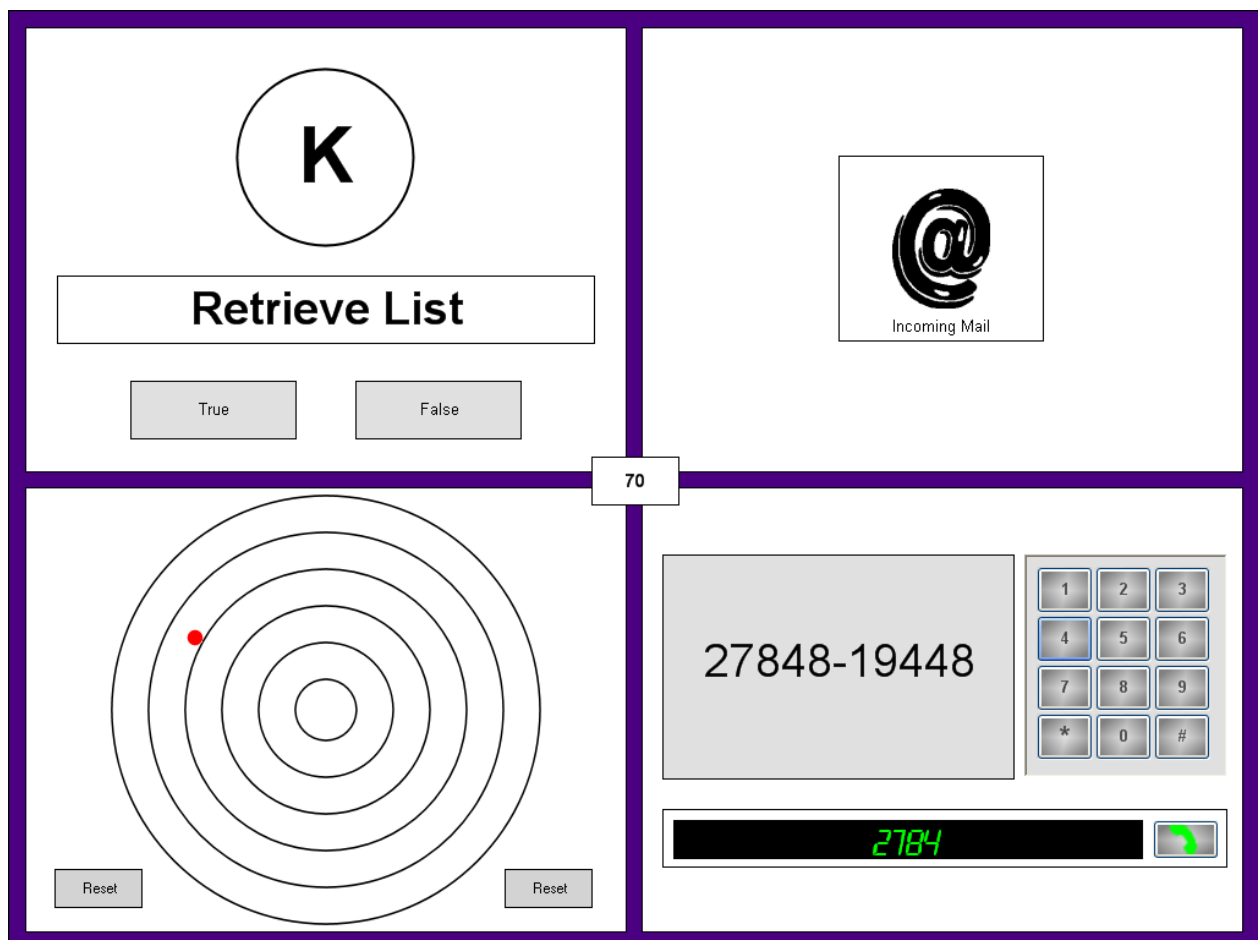 K
Retrieve List
True False
@
Incoming Mail
70
Reset Reset
27848-19448
1 2 3
4 5 6
7 8 9
* 0 #
2784